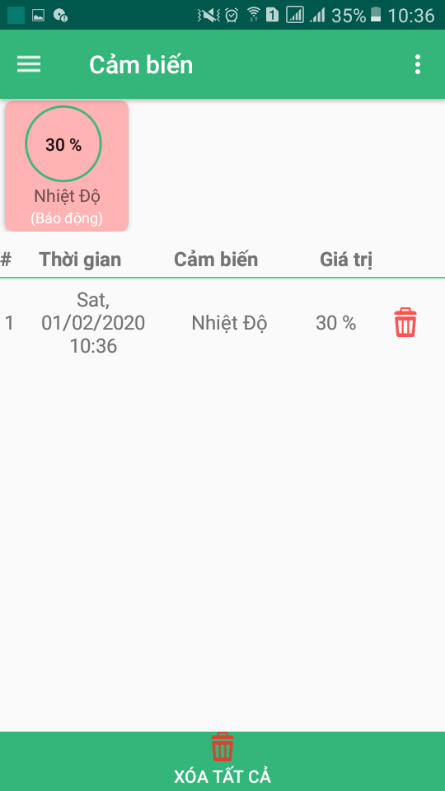 35% 10:36
Cảm biến
30 %
Nhiệt Độ
(Báo động)
# Thời gian Cảm biến Giá trị
Sat,
1 01/02/2020 Nhiệt Độ 30 %
10:36
XÓA TẤT CẢ